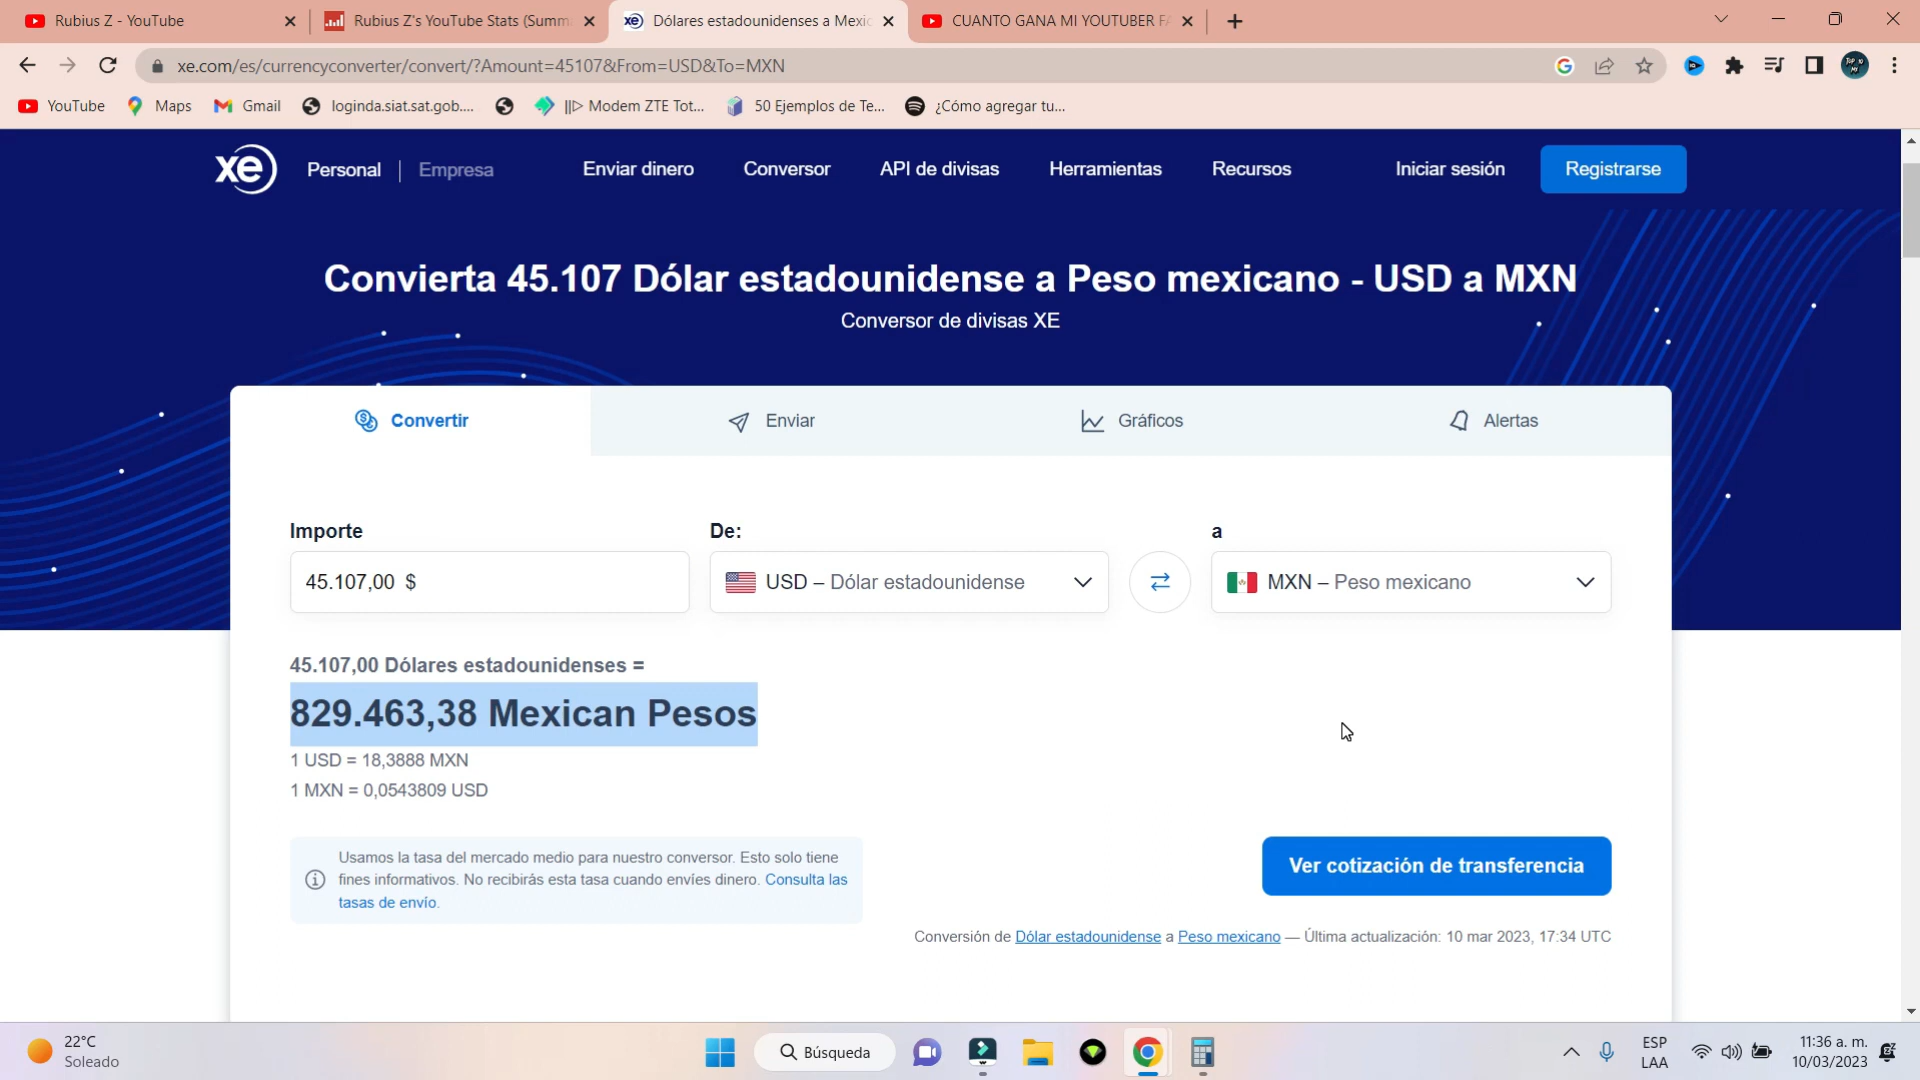 Rubius Z - YouTube
Rubius Z's YouTube Stats (Summ
Dólares estadounidenses a Mexic
CUANTO GANA MI YOUTUBER FA
xe.com/es/currencyconverter/convert/?Amount=45107&From=USD&To=MXN
YouTube
Maps
Gmail
loginda.siat.sat.gob....
||▷ Modem ZTE Tot...
50 Ejemplos de Te...
¿Cómo agregar tu...
xe
Personal
Empresa
Enviar dinero
Conversor
API de divisas
Herramientas
Recursos
Iniciar sesión
Registrarse
Convierta 45.107 Dólar estadounidense a Peso mexicano - USD a MXN
Conversor de divisas XE
Convertir
Enviar
Gráficos
Alertas
Importe
De:
a
45.107,00 $
USD – Dólar estadounidense
MXN – Peso mexicano
45.107,00 Dólares estadounidenses =
829.463,38 Mexican Pesos
1 USD = 18,3888 MXN
1 MXN = 0,0543809 USD
Usamos la tasa del mercado medio para nuestro conversor. Esto solo tiene
fines informativos. No recibirás esta tasa cuando envíes dinero. Consulta las
tasas de envío.
Ver cotización de transferencia
Conversión de Dólar estadounidense a Peso mexicano — Última actualización: 10 mar 2023, 17:34 UTC
22°C
Soleado
Búsqueda
ESP
LAA
11:36 a. m.
10/03/2023